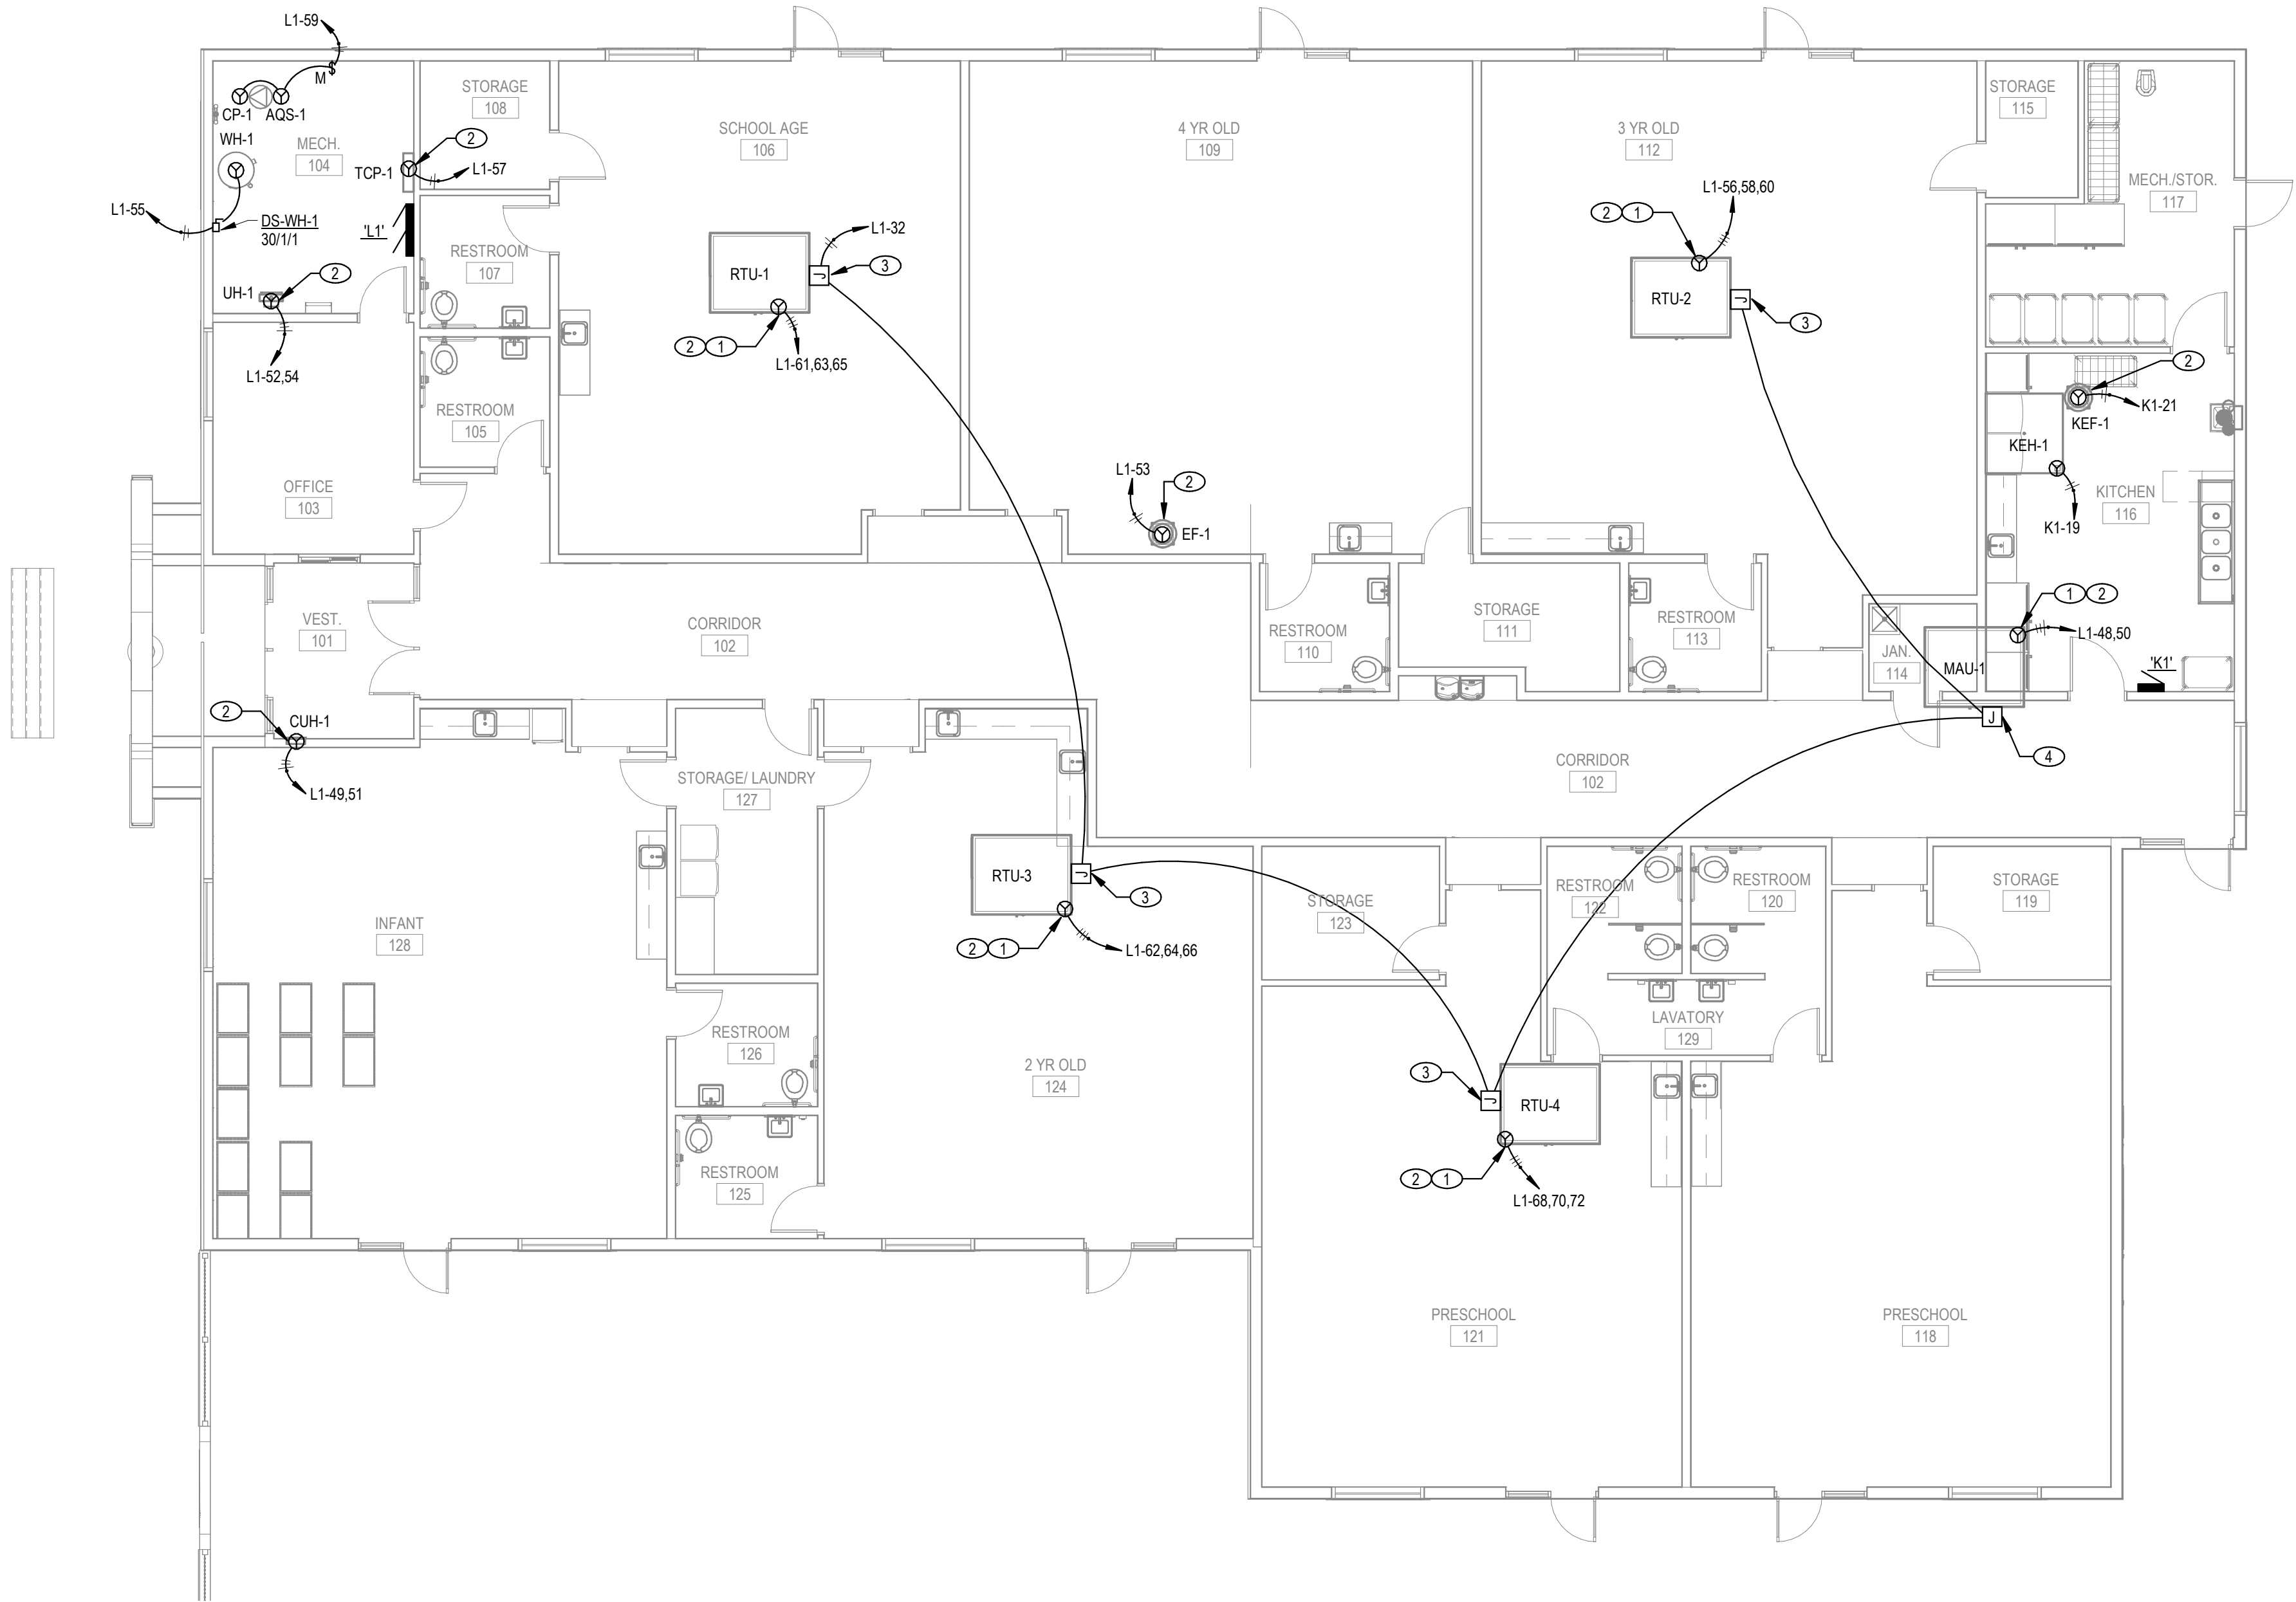 L1-59
M
CP-1
AQS-1
WH-1
MECH.
104
2
TCP-1
L1-57
L1-55
DS-WH-1
30/1/1
'L1'
UH-1
2
L1-52,54
STORAGE
108
RESTROOM
107
RESTROOM
105
OFFICE
103
SCHOOL AGE
106
RTU-1
J
L1-32
3
2
1
L1-61,63,65
4 YR OLD
109
L1-53
2
EF-1
3 YR OLD
112
L1-56,58,60
2
1
RTU-2
J
3
STORAGE
115
MECH./STOR.
117
2
K1-21
KEF-1
KEH-1
K1-19
KITCHEN
116
1
2
L1-48,50
'K1'
JAN.
114
MAU-1
J
4
VEST.
101
CORRIDOR
102
RESTROOM
110
STORAGE
111
RESTROOM
113
2
CUH-1
L1-49,51
STORAGE/ LAUNDRY
127
CORRIDOR
102
INFANT
128
RTU-3
J
3
2
1
L1-62,64,66
STORAGE
123
RESTROOM
122
RESTROOM
120
STORAGE
119
LAVATORY
129
RESTROOM
126
2 YR OLD
124
RESTROOM
125
3
J
RTU-4
2
1
L1-68,70,72
PRESCHOOL
121
PRESCHOOL
118